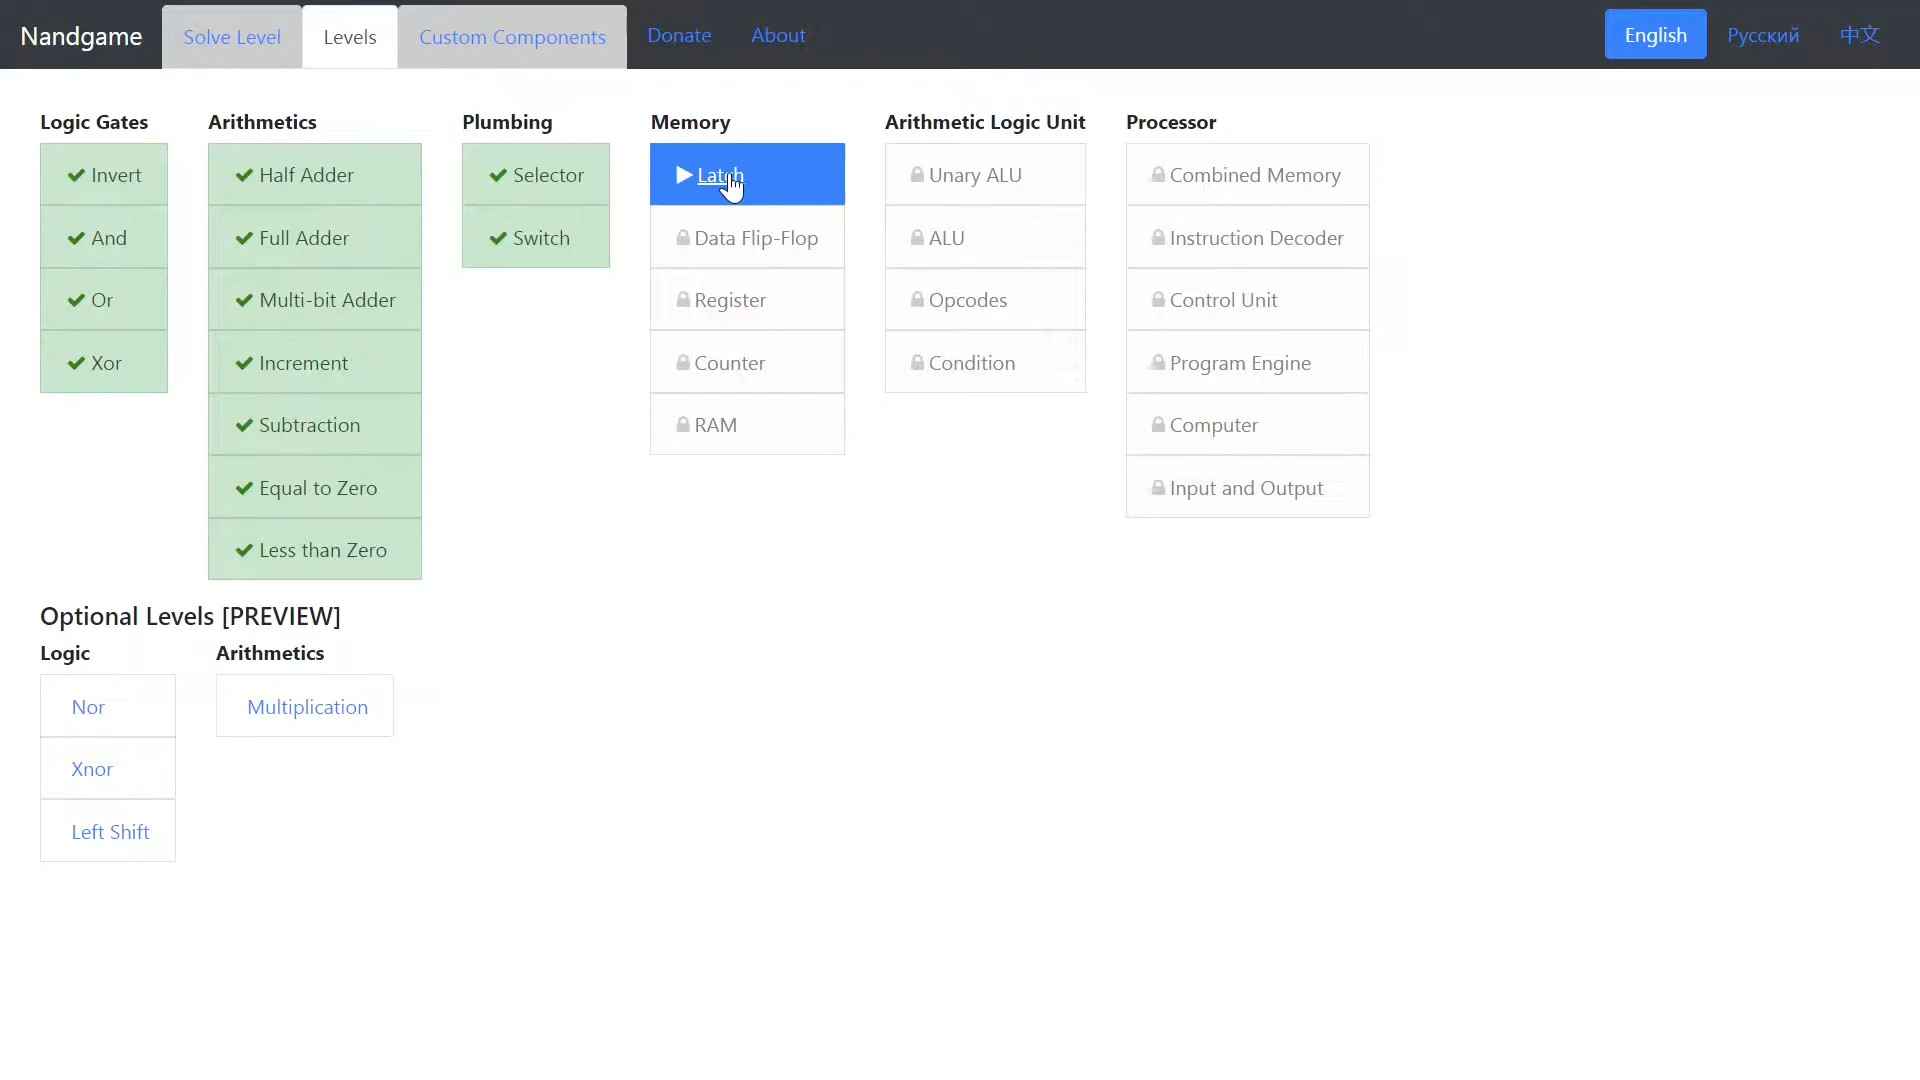 Nandgame
Solve Level
Levels
Custom Components
Donate
About
English
Русский
中文
Logic Gates
Invert
And
Or
Xor
Arithmetics
Half Adder
Full Adder
Multi-bit Adder
Increment
Subtraction
Equal to Zero
Less than Zero
Plumbing
Selector
Switch
Memory
Latch
Data Flip-Flop
Register
Counter
RAM
Arithmetic Logic Unit
Unary ALU
ALU
Opcodes
Condition
Processor
Combined Memory
Instruction Decoder
Control Unit
Program Engine
Computer
Input and Output
Optional Levels [PREVIEW]
Logic
Nor
Xnor
Left Shift
Arithmetics
Multiplication